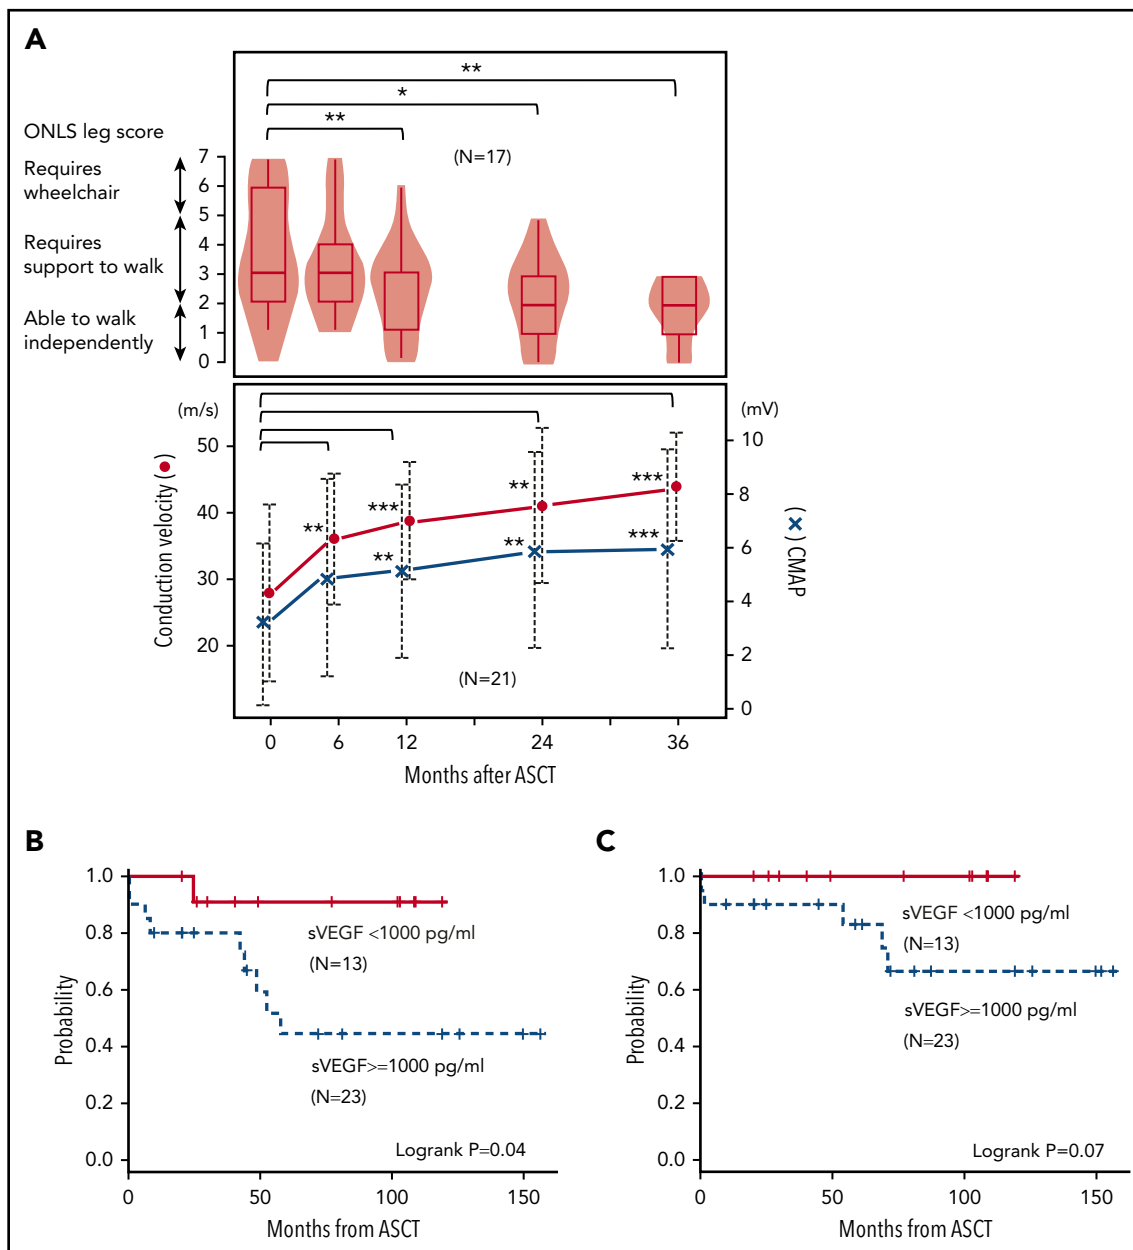 A
**
*
**
ONLS leg score
(N=17)
Requires
wheelchair
Requires
support to walk
Able to walk
independently
7
6
5
4
3
2
1
0
(m/s)
(mV)
50
40
30
20
10
8
6
4
2
0
Conduction velocity (●)
(×) CMAP
**
***
**
***
**
**
***
(N=21)
0 6 12 24 36
Months after ASCT
B
1.0
0.8
0.6
0.4
0.2
0.0
Probability
sVEGF <1000 pg/ml
(N=13)
sVEGF>=1000 pg/ml
(N=23)
Logrank P=0.04
0 50 100 150
Months from ASCT
C
1.0
0.8
0.6
0.4
0.2
0.0
Probability
sVEGF <1000 pg/ml
(N=13)
sVEGF>=1000 pg/ml
(N=23)
Logrank P=0.07
0 50 100 150
Months from ASCT